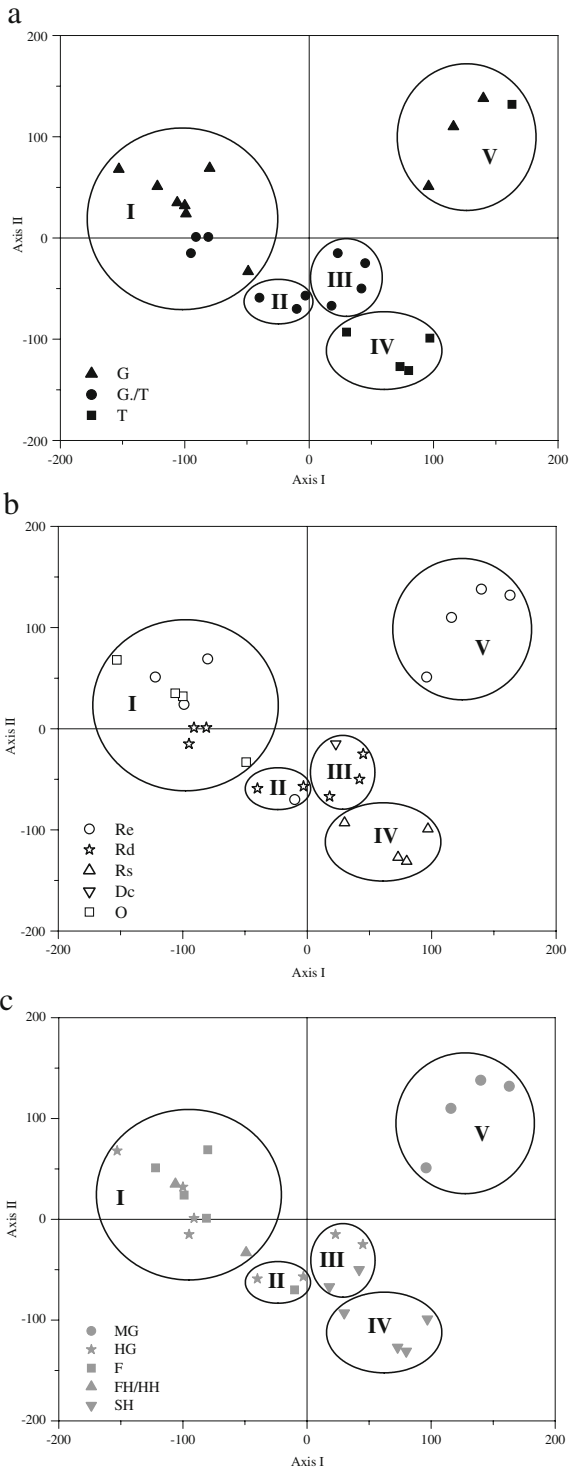 a
200
V
100
I
Axis II
0
III
II
-100
IV
G
G./T
T
-200
-200 -100 0 100 200
Axis I
b
200
100
V
I
Axis II
0
III
II
-100
IV
Re
Rd
Rs
Dc
O
-200
-200 -100 0 100 200
Axis I
c
200
100
V
I
Axis II
0
III
II
-100
IV
MG
HG
F
FH/HH
SH
-200
-200 -100 0 100 200
Axis I